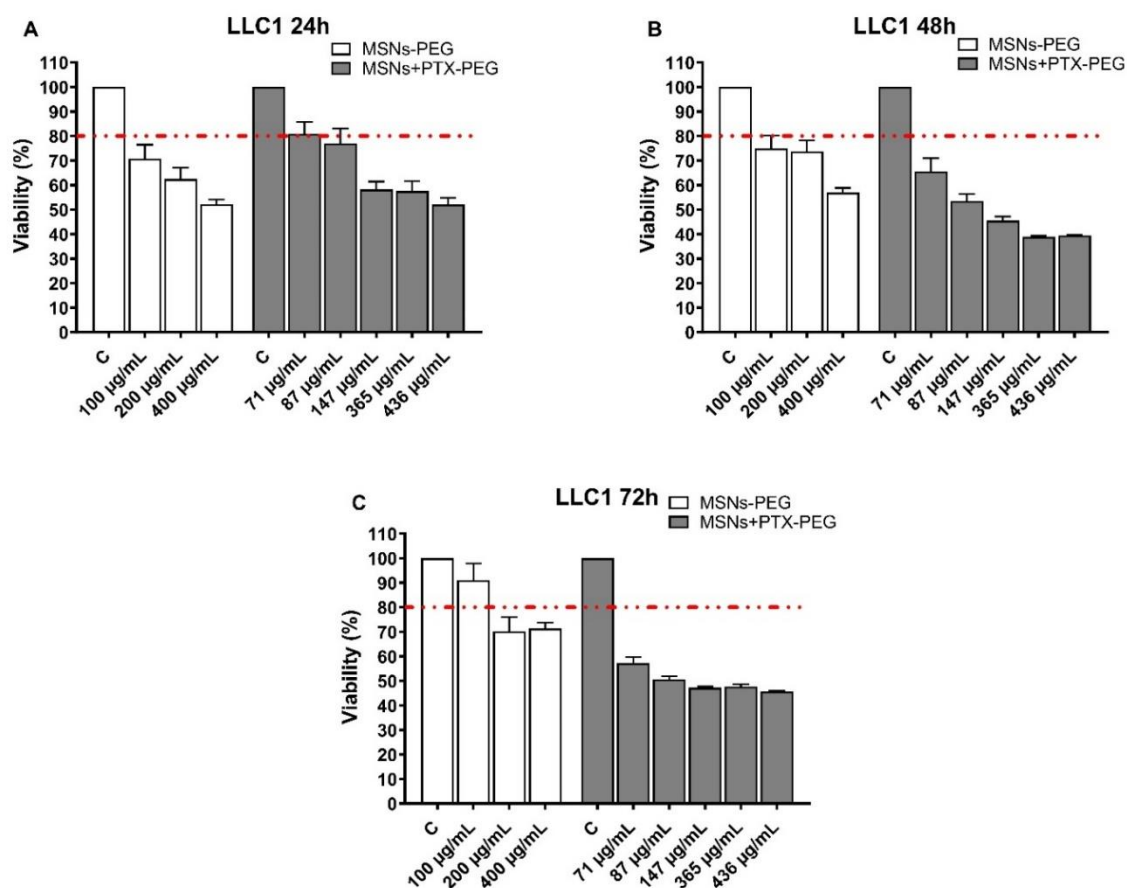 A
LLC1 24h
MSNs-PEG
MSNs+PTX-PEG
Viability (%)
110
100
90
80
70
60
50
40
30
20
10
0
C
100 µg/mL
200 µg/mL
400 µg/mL
C
71 µg/mL
87 µg/mL
147 µg/mL
365 µg/mL
436 µg/mL
B
LLC1 48h
MSNs-PEG
MSNs+PTX-PEG
Viability (%)
110
100
90
80
70
60
50
40
30
20
10
0
C
100 µg/mL
200 µg/mL
400 µg/mL
C
71 µg/mL
87 µg/mL
147 µg/mL
365 µg/mL
436 µg/mL
C
LLC1 72h
MSNs-PEG
MSNs+PTX-PEG
Viability (%)
110
100
90
80
70
60
50
40
30
20
10
0
C
100 µg/mL
200 µg/mL
400 µg/mL
C
71 µg/mL
87 µg/mL
147 µg/mL
365 µg/mL
436 µg/mL